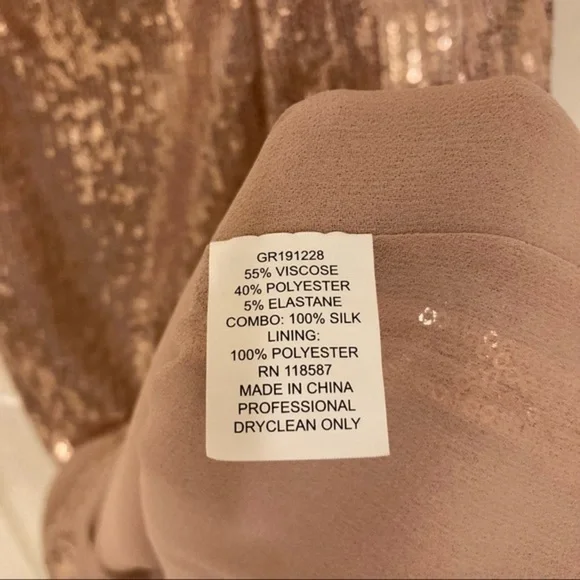 GR191228
55% VISCOSE
40% POLYESTER
5% ELASTANE
COMBO: 100% SILK
LINING:
100% POLYESTER
RN 118587
MADE IN CHINA
PROFESSIONAL
DRYCLEAN ONLY